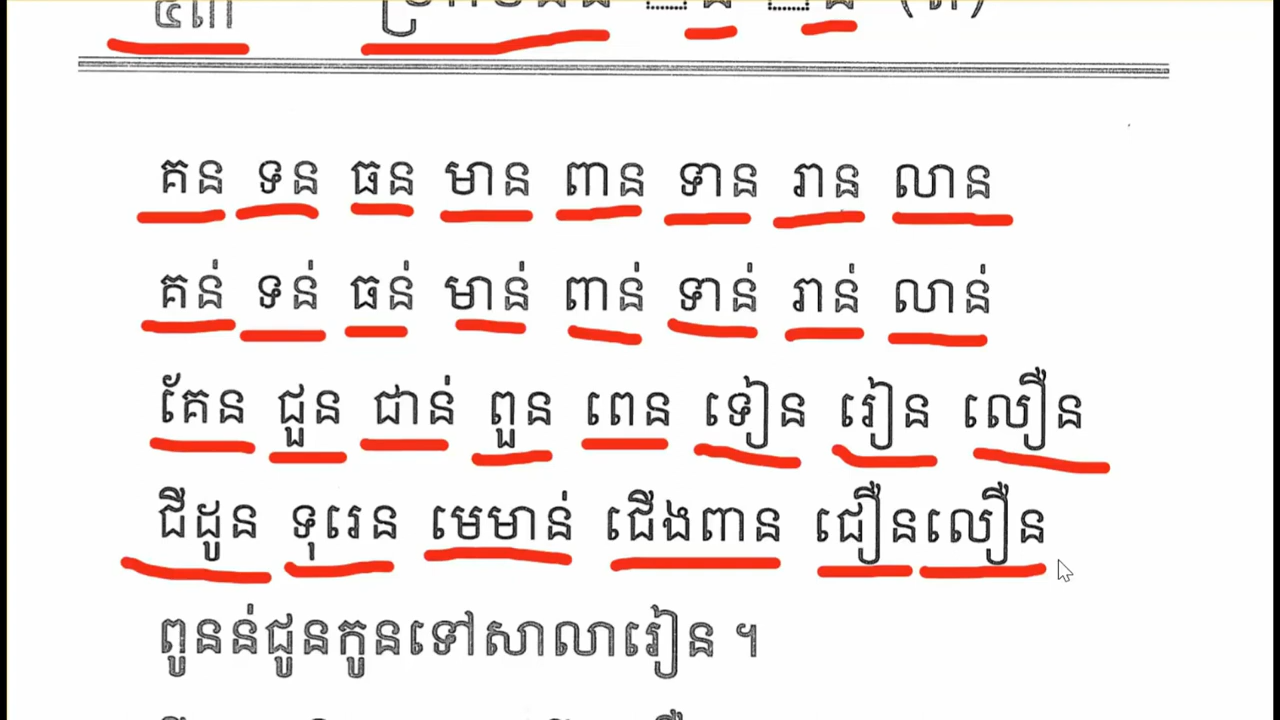 គន ទន ធន មាន ពាន ទាន រាន លាន
គន់ ទន់ ធន់ មាន់ ពាន់ ទាន់ រាន់ លាន់
គែន ជួន ជាន់ ពួន ពេន ទៀន រៀន លឿន
ជីដូន ទុរេន មេមាន់ ជើងពាន ជឿនលឿន
ពូនន់ជូនកូនទៅសាលារៀន ។